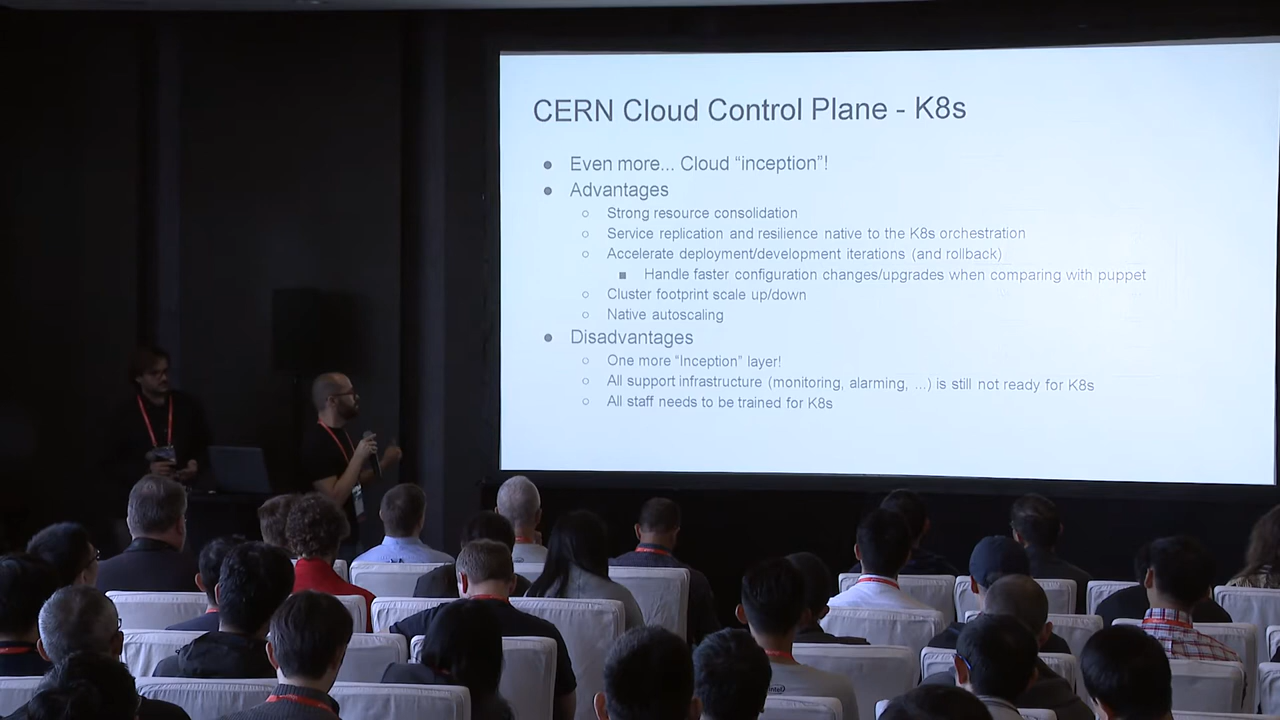 CERN Cloud Control Plane - K8s
● Even more... Cloud “inception”!
● Advantages
○ Strong resource consolidation
○ Service replication and resilience native to the K8s orchestration
○ Accelerate deployment/development iterations (and rollback)
■ Handle faster configuration changes/upgrades when comparing with puppet
○ Cluster footprint scale up/down
○ Native autoscaling
● Disadvantages
○ One more “Inception” layer!
○ All support infrastructure (monitoring, alarming, ...) is still not ready for K8s
○ All staff needs to be trained for K8s